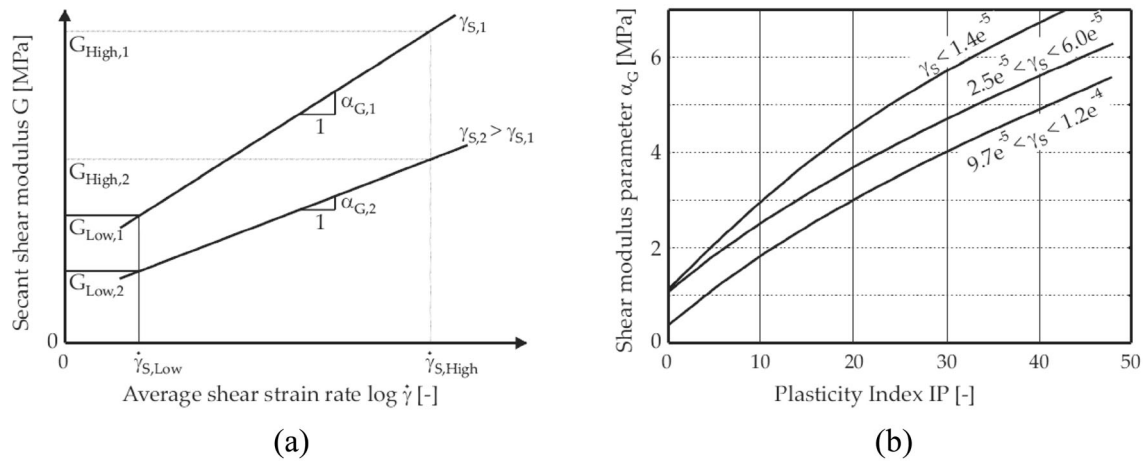 Secant shear modulus G [MPa]
G_High,1
G_High,2
G_Low,1
G_Low,2
0
0
γ̇_S,Low
γ̇_S,High
Average shear strain rate log γ̇ [-]
γ_S,1
α_G,1
1
γ_S,2 > γ_S,1
α_G,2
1
(a)
Shear modulus parameter α_G [MPa]
6
4
2
0
0 10 20 30 40 50
Plasticity Index IP [-]
γ_S < 1.4e^-5
2.5e^-5 < γ_S < 6.0e^-5
9.7e^-5 < γ_S < 1.2e^-4
(b)